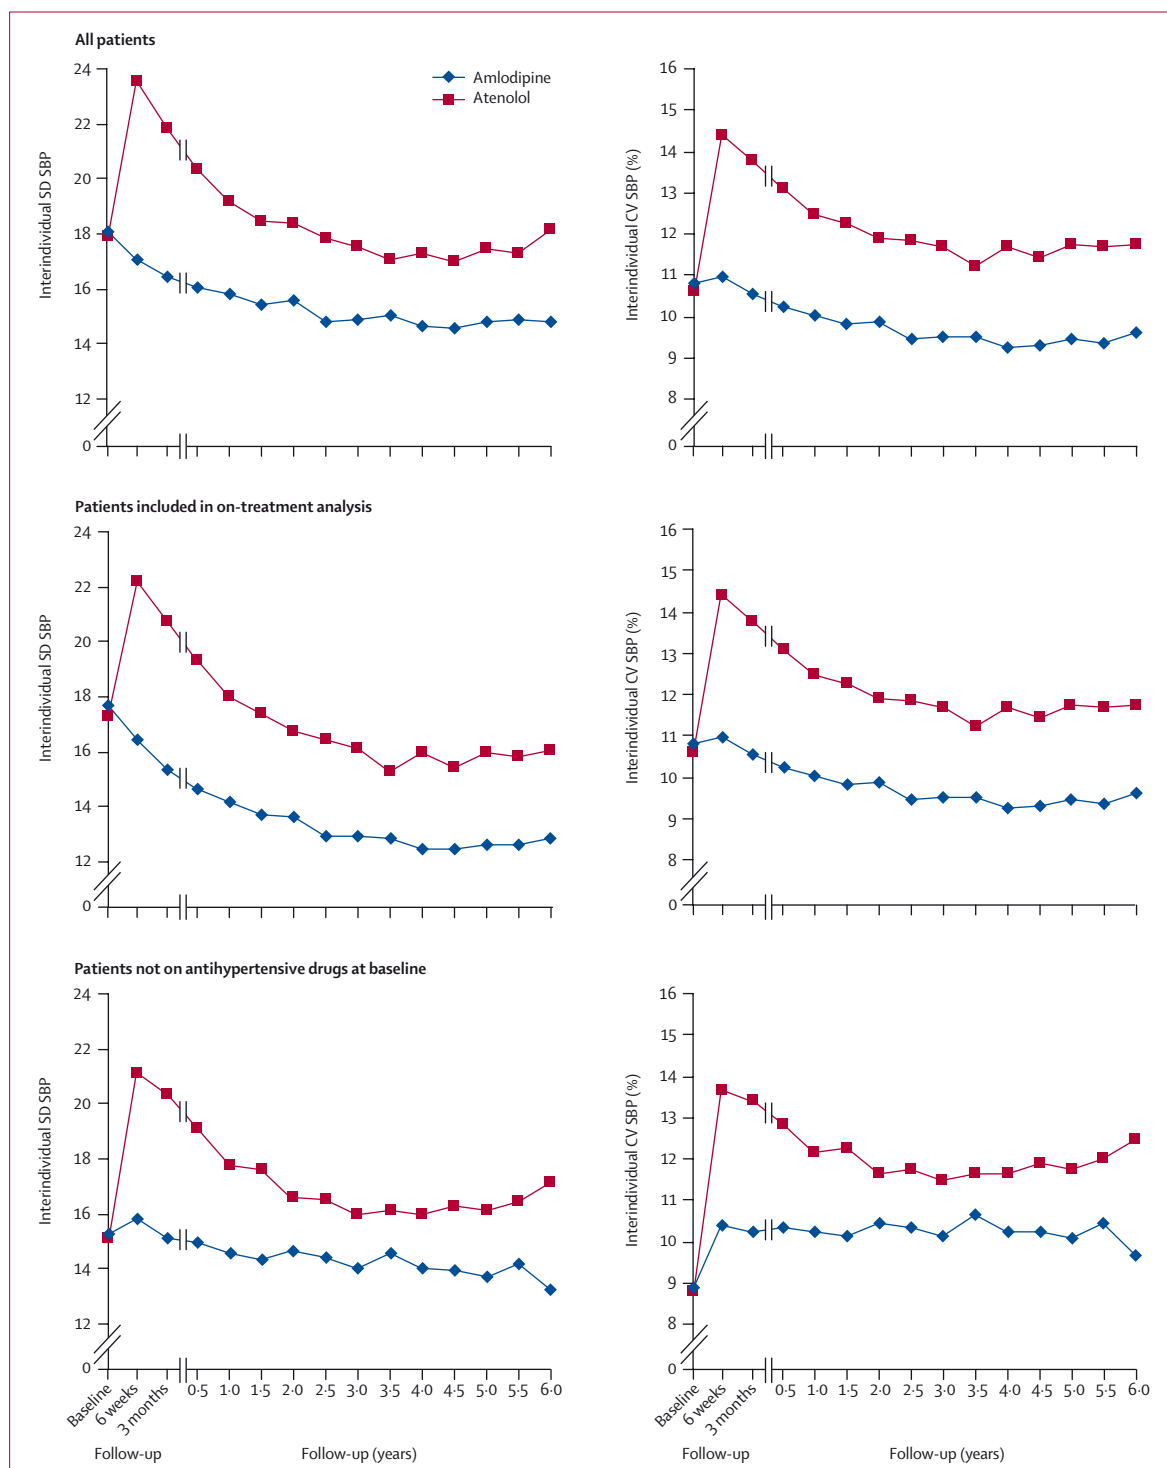 All patients
24
22
20
18
16
14
12
0
Interindividual SD SBP
Amlodipine
Atenolol
16
15
14
13
12
11
10
9
8
0
Interindividual CV SBP (%)
Patients included in on-treatment analysis
24
22
20
18
16
14
12
0
Interindividual SD SBP
16
15
14
13
12
11
10
9
8
0
Interindividual CV SBP (%)
Patients not on antihypertensive drugs at baseline
24
22
20
18
16
14
12
0
Interindividual SD SBP
Baseline
6 weeks
3 months
0·5 1·0 1·5 2·0 2·5 3·0 3·5 4·0 4·5 5·0 5·5 6·0
Follow-up
Follow-up (years)
16
15
14
13
12
11
10
9
8
0
Interindividual CV SBP (%)
Baseline
6 weeks
3 months
0·5 1·0 1·5 2·0 2·5 3·0 3·5 4·0 4·5 5·0 5·5 6·0
Follow-up
Follow-up (years)